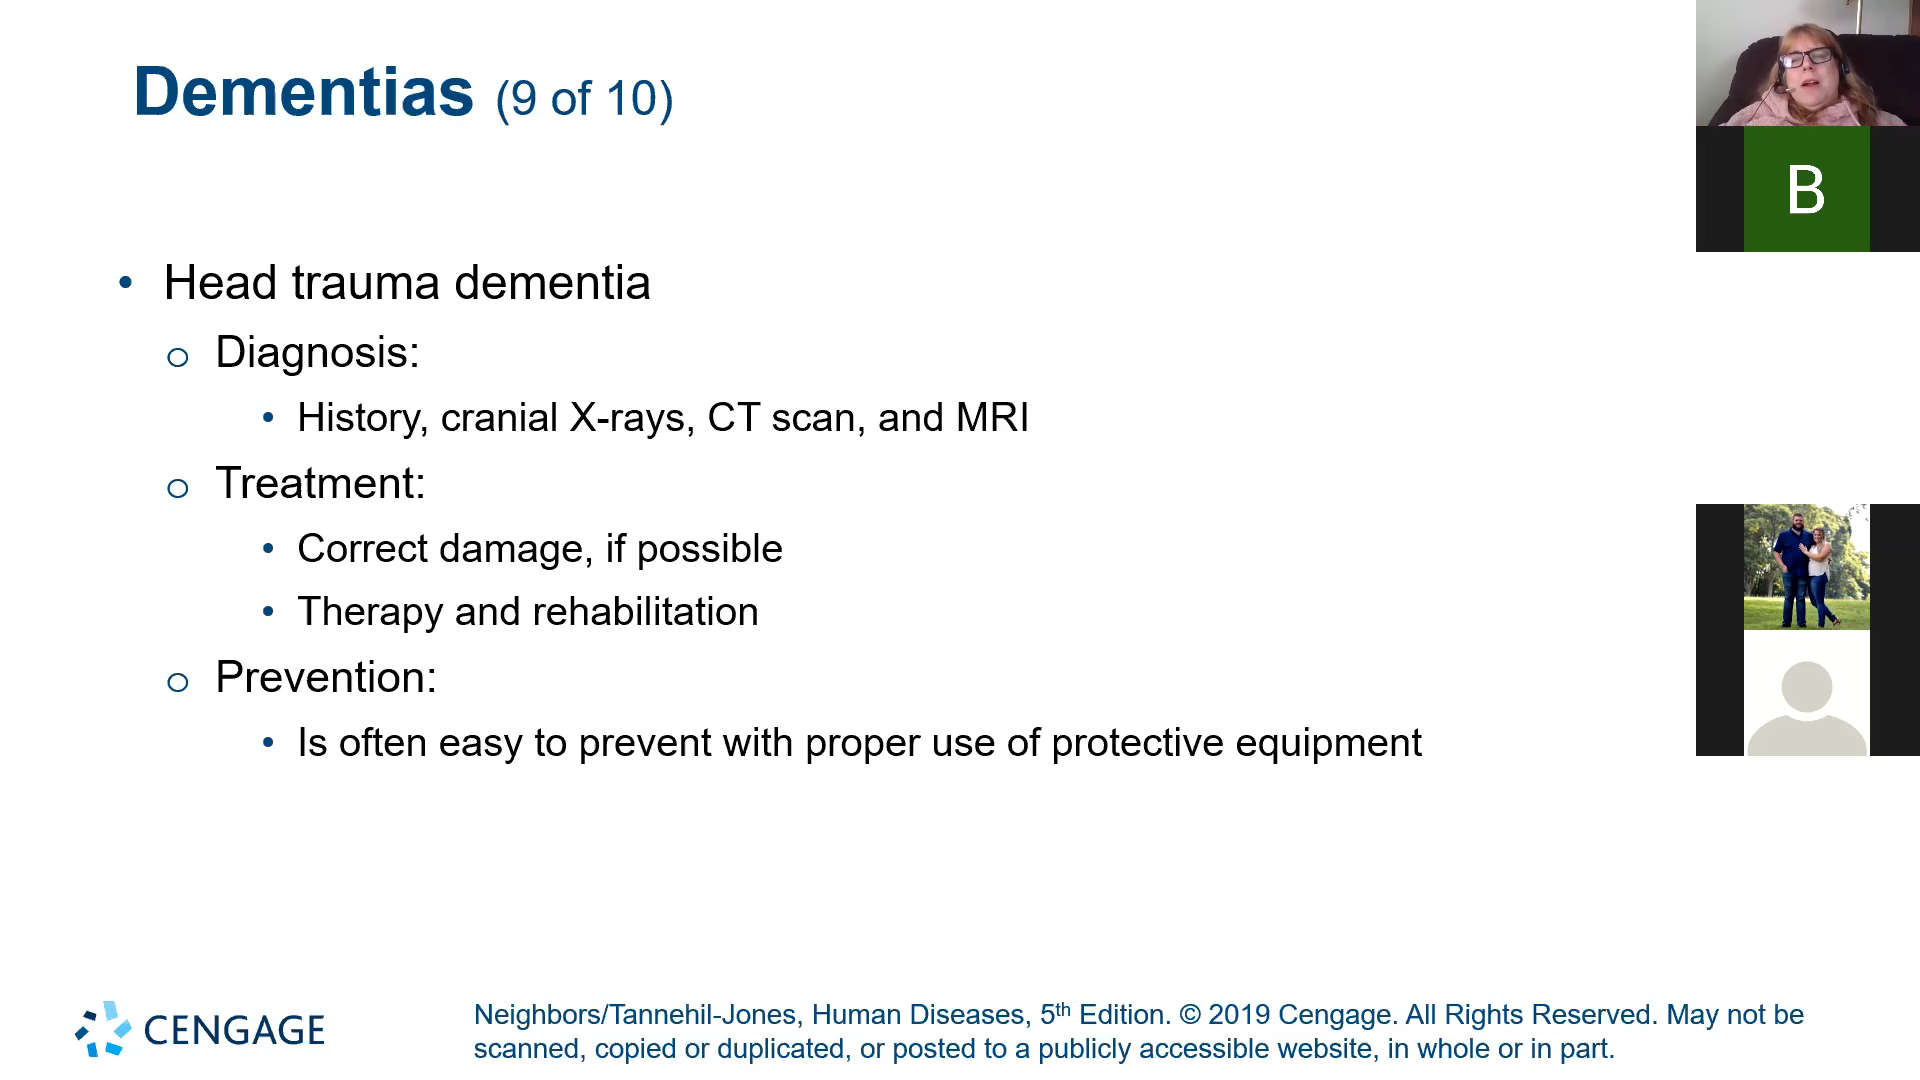 Dementias (9 of 10)
B
• Head trauma dementia
o Diagnosis:
• History, cranial X-rays, CT scan, and MRI
o Treatment:
• Correct damage, if possible
• Therapy and rehabilitation
o Prevention:
• Is often easy to prevent with proper use of protective equipment
CENGAGE
Neighbors/Tannehil-Jones, Human Diseases, 5th Edition. © 2019 Cengage. All Rights Reserved. May not be
scanned, copied or duplicated, or posted to a publicly accessible website, in whole or in part.